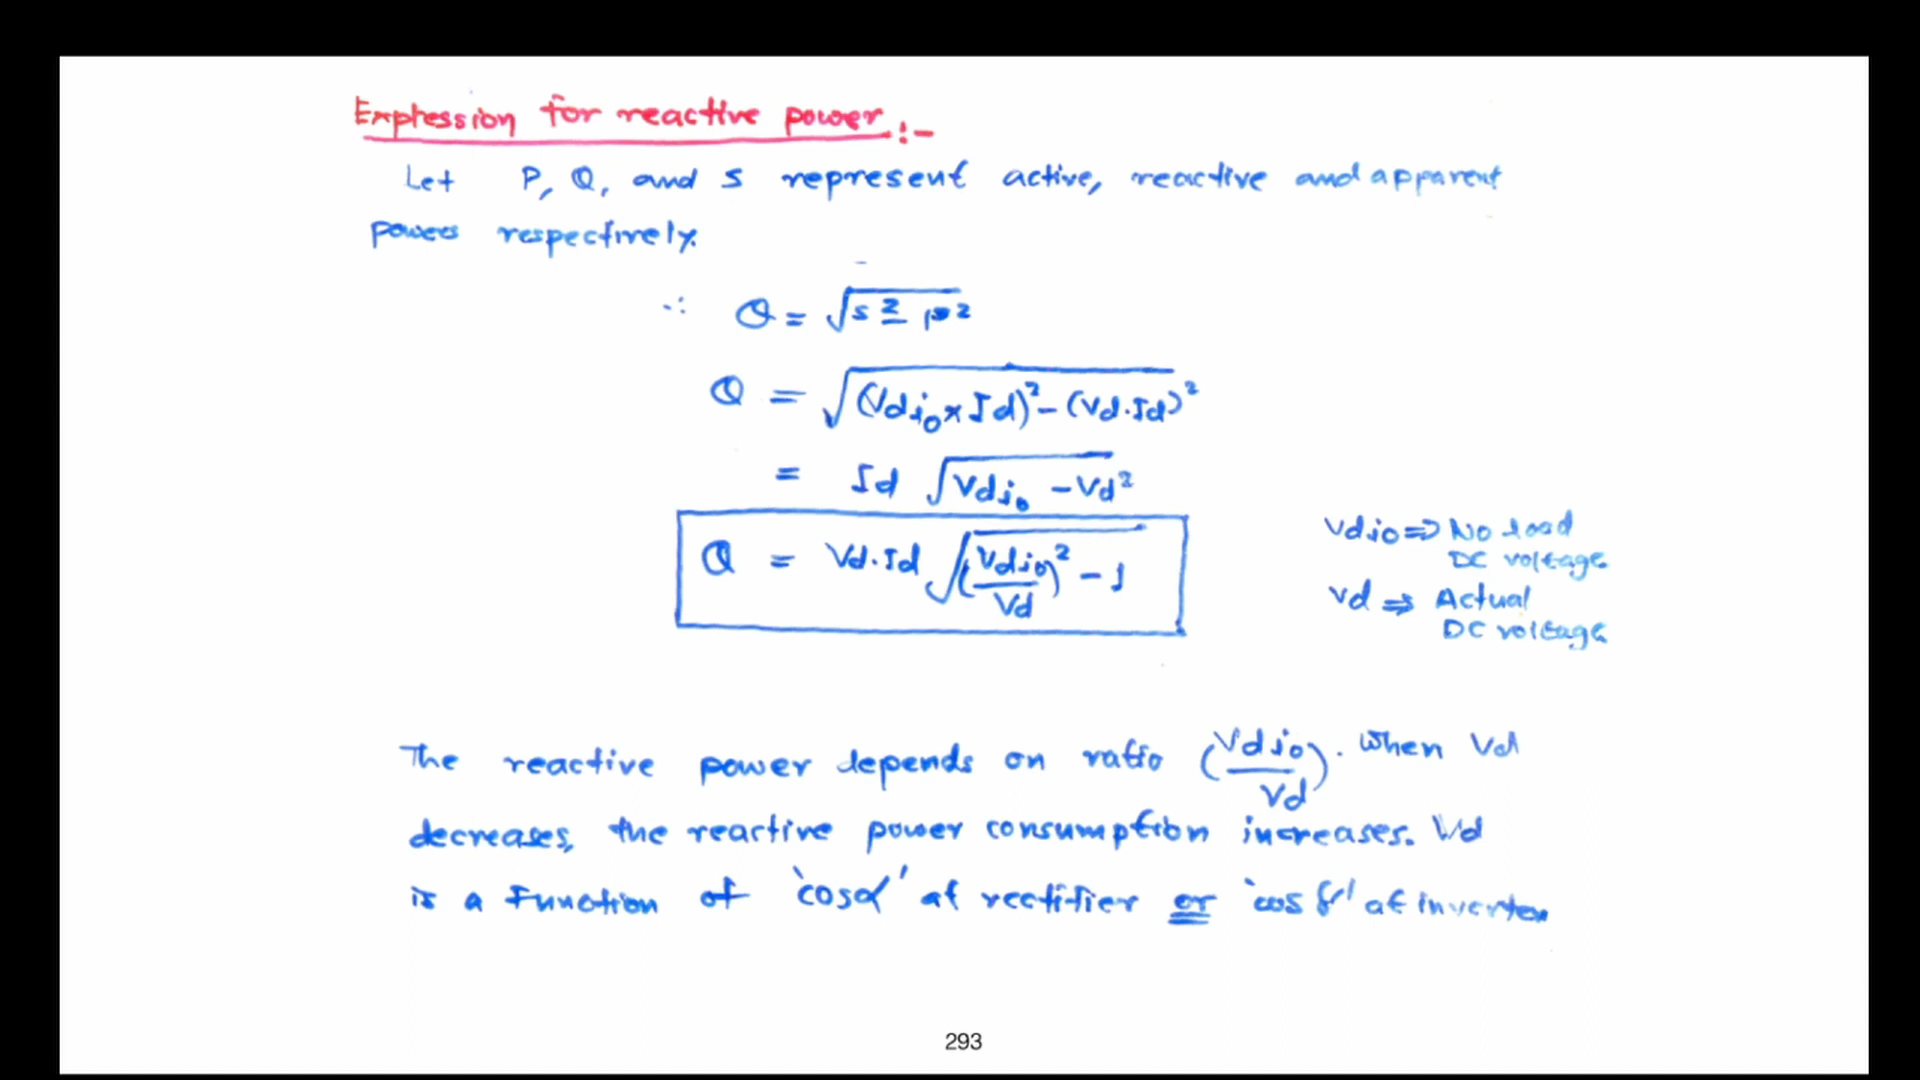 Expression for reactive power :-
Let P, Q, and S represent active, reactive and apparent
powers respectively.
∴ Q = √(S² - P²)
Q = √((Vdio × Id)² - (Vd.Id)²)
= Id √(Vdio - Vd²)
Q = Vd.Id √((Vdio/Vd)² - 1)
Vdio => No load
DC voltage
Vd => Actual
DC voltage
The reactive power depends on ratio (Vdio/Vd). When Vd
decreases, the reactive power consumption increases. Vd
is a function of 'cosα' at rectifier or 'cos γ' at inverter
293